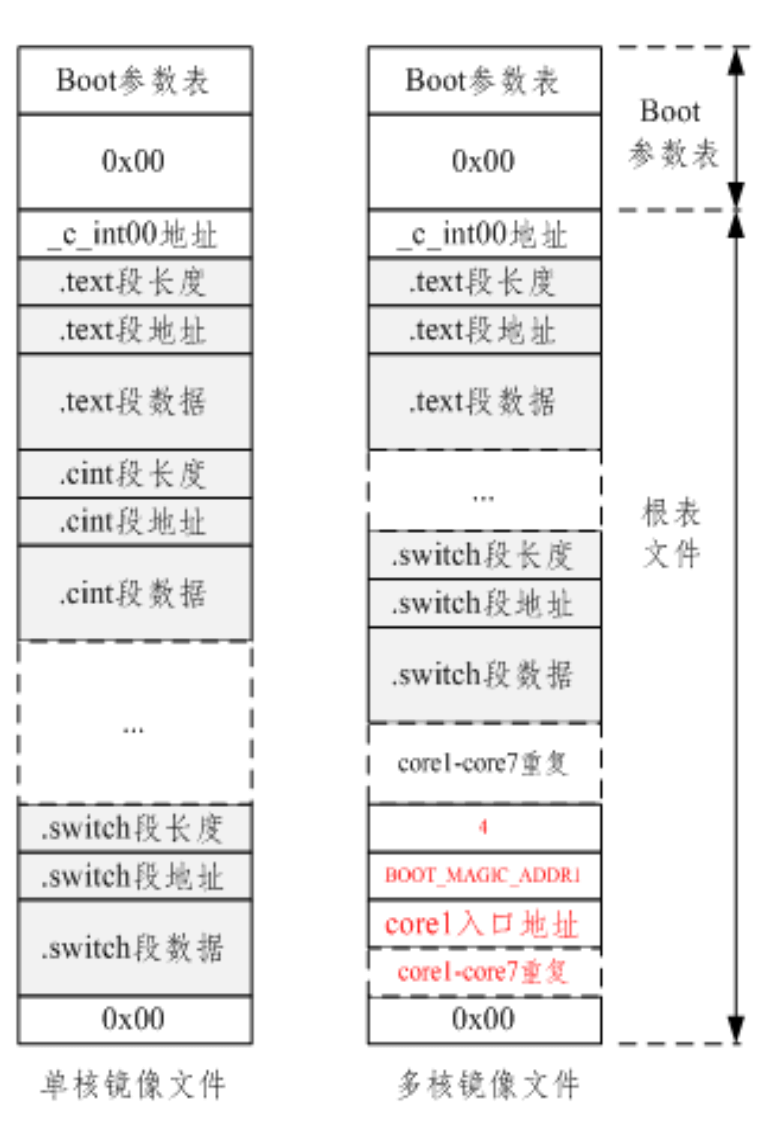 Boot参数表
0x00
_c_int00地址
.text段长度
.text段地址
.text段数据
.cint段长度
.cint段地址
.cint段数据
...
.switch段长度
.switch段地址
.switch段数据
0x00
单核镜像文件
Boot参数表
0x00
_c_int00地址
.text段长度
.text段地址
.text段数据
...
.switch段长度
.switch段地址
.switch段数据
core1-core7重复
4
BOOT_MAGIC_ADDR1
core1入口地址
core1-core7重复
0x00
多核镜像文件
Boot
参数表
根表
文件